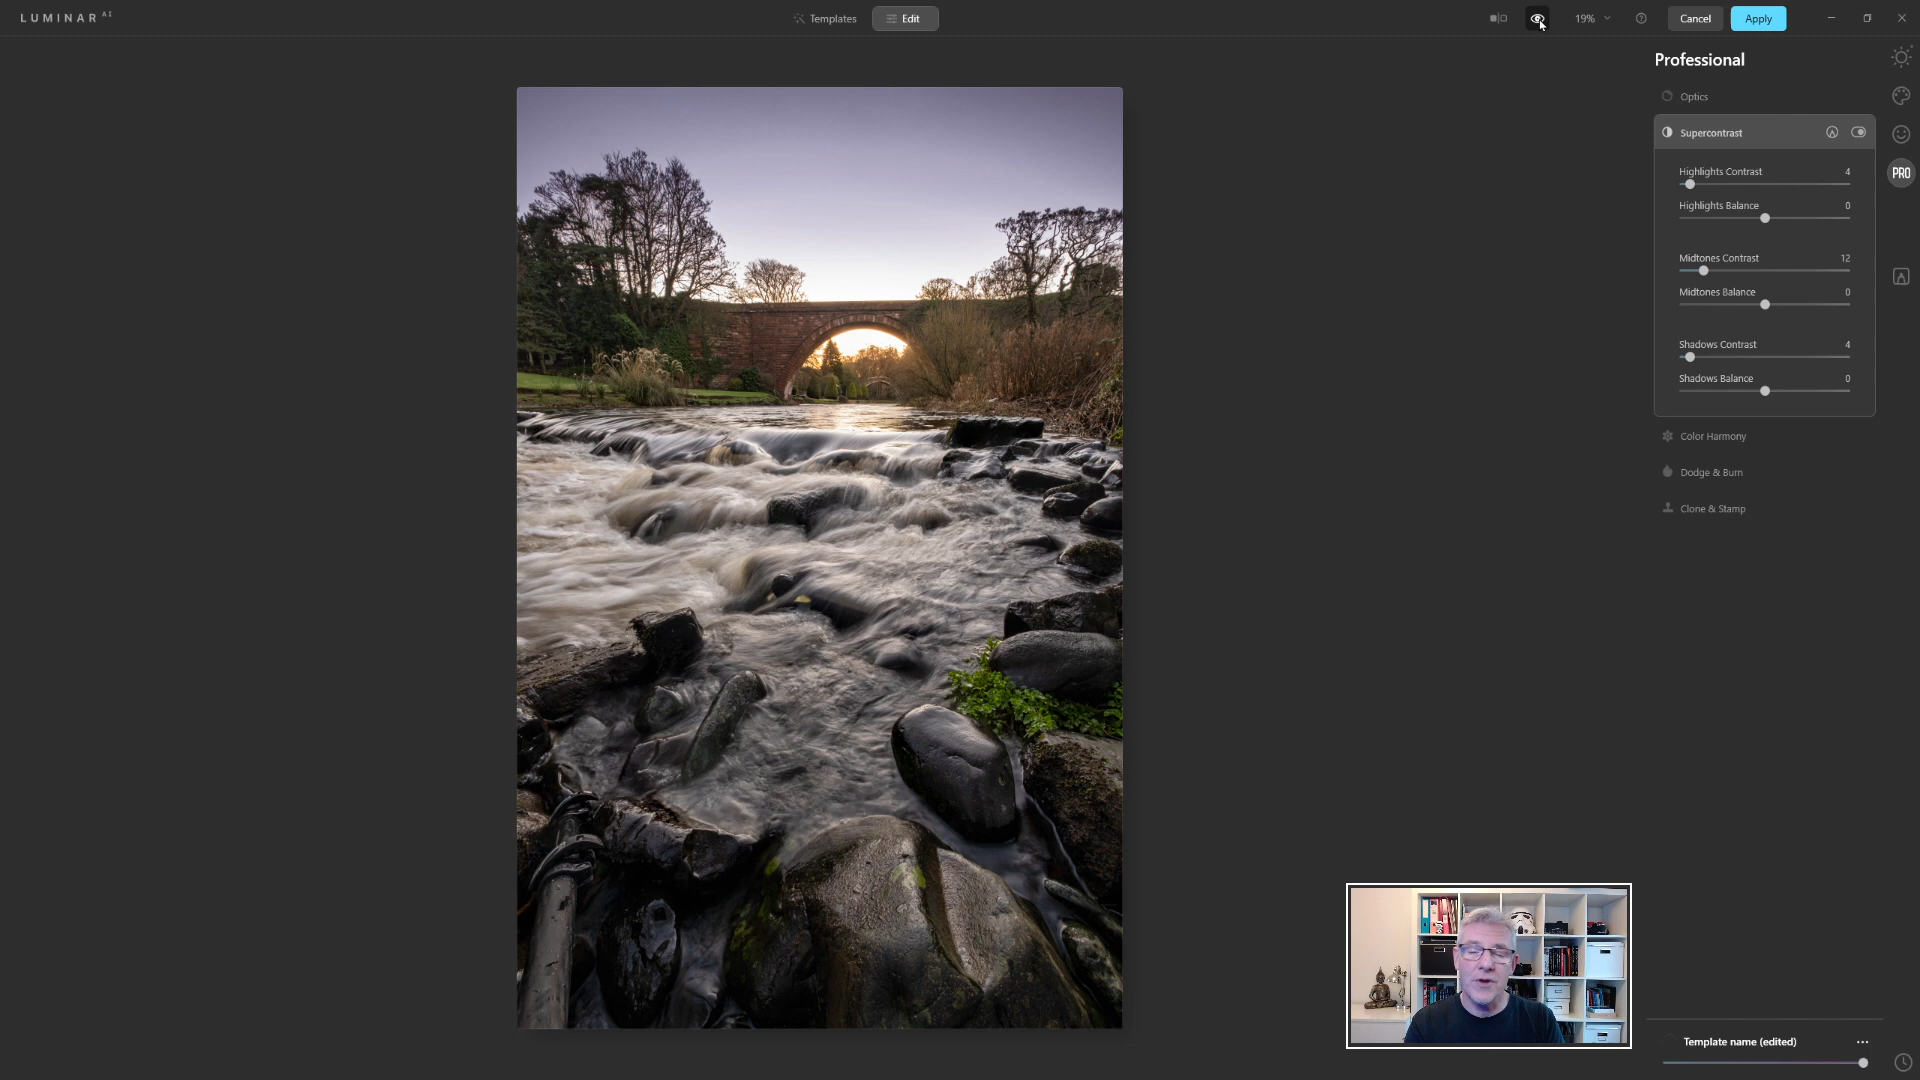 LUMINAR AI
Templates
Edit
19%
Cancel
Apply
Professional
Optics
Supercontrast
Highlights Contrast 4
Highlights Balance 0
Midtones Contrast 12
Midtones Balance 0
Shadows Contrast 4
Shadows Balance 0
Color Harmony
Dodge & Burn
Clone & Stamp
PRO
Template name (edited)